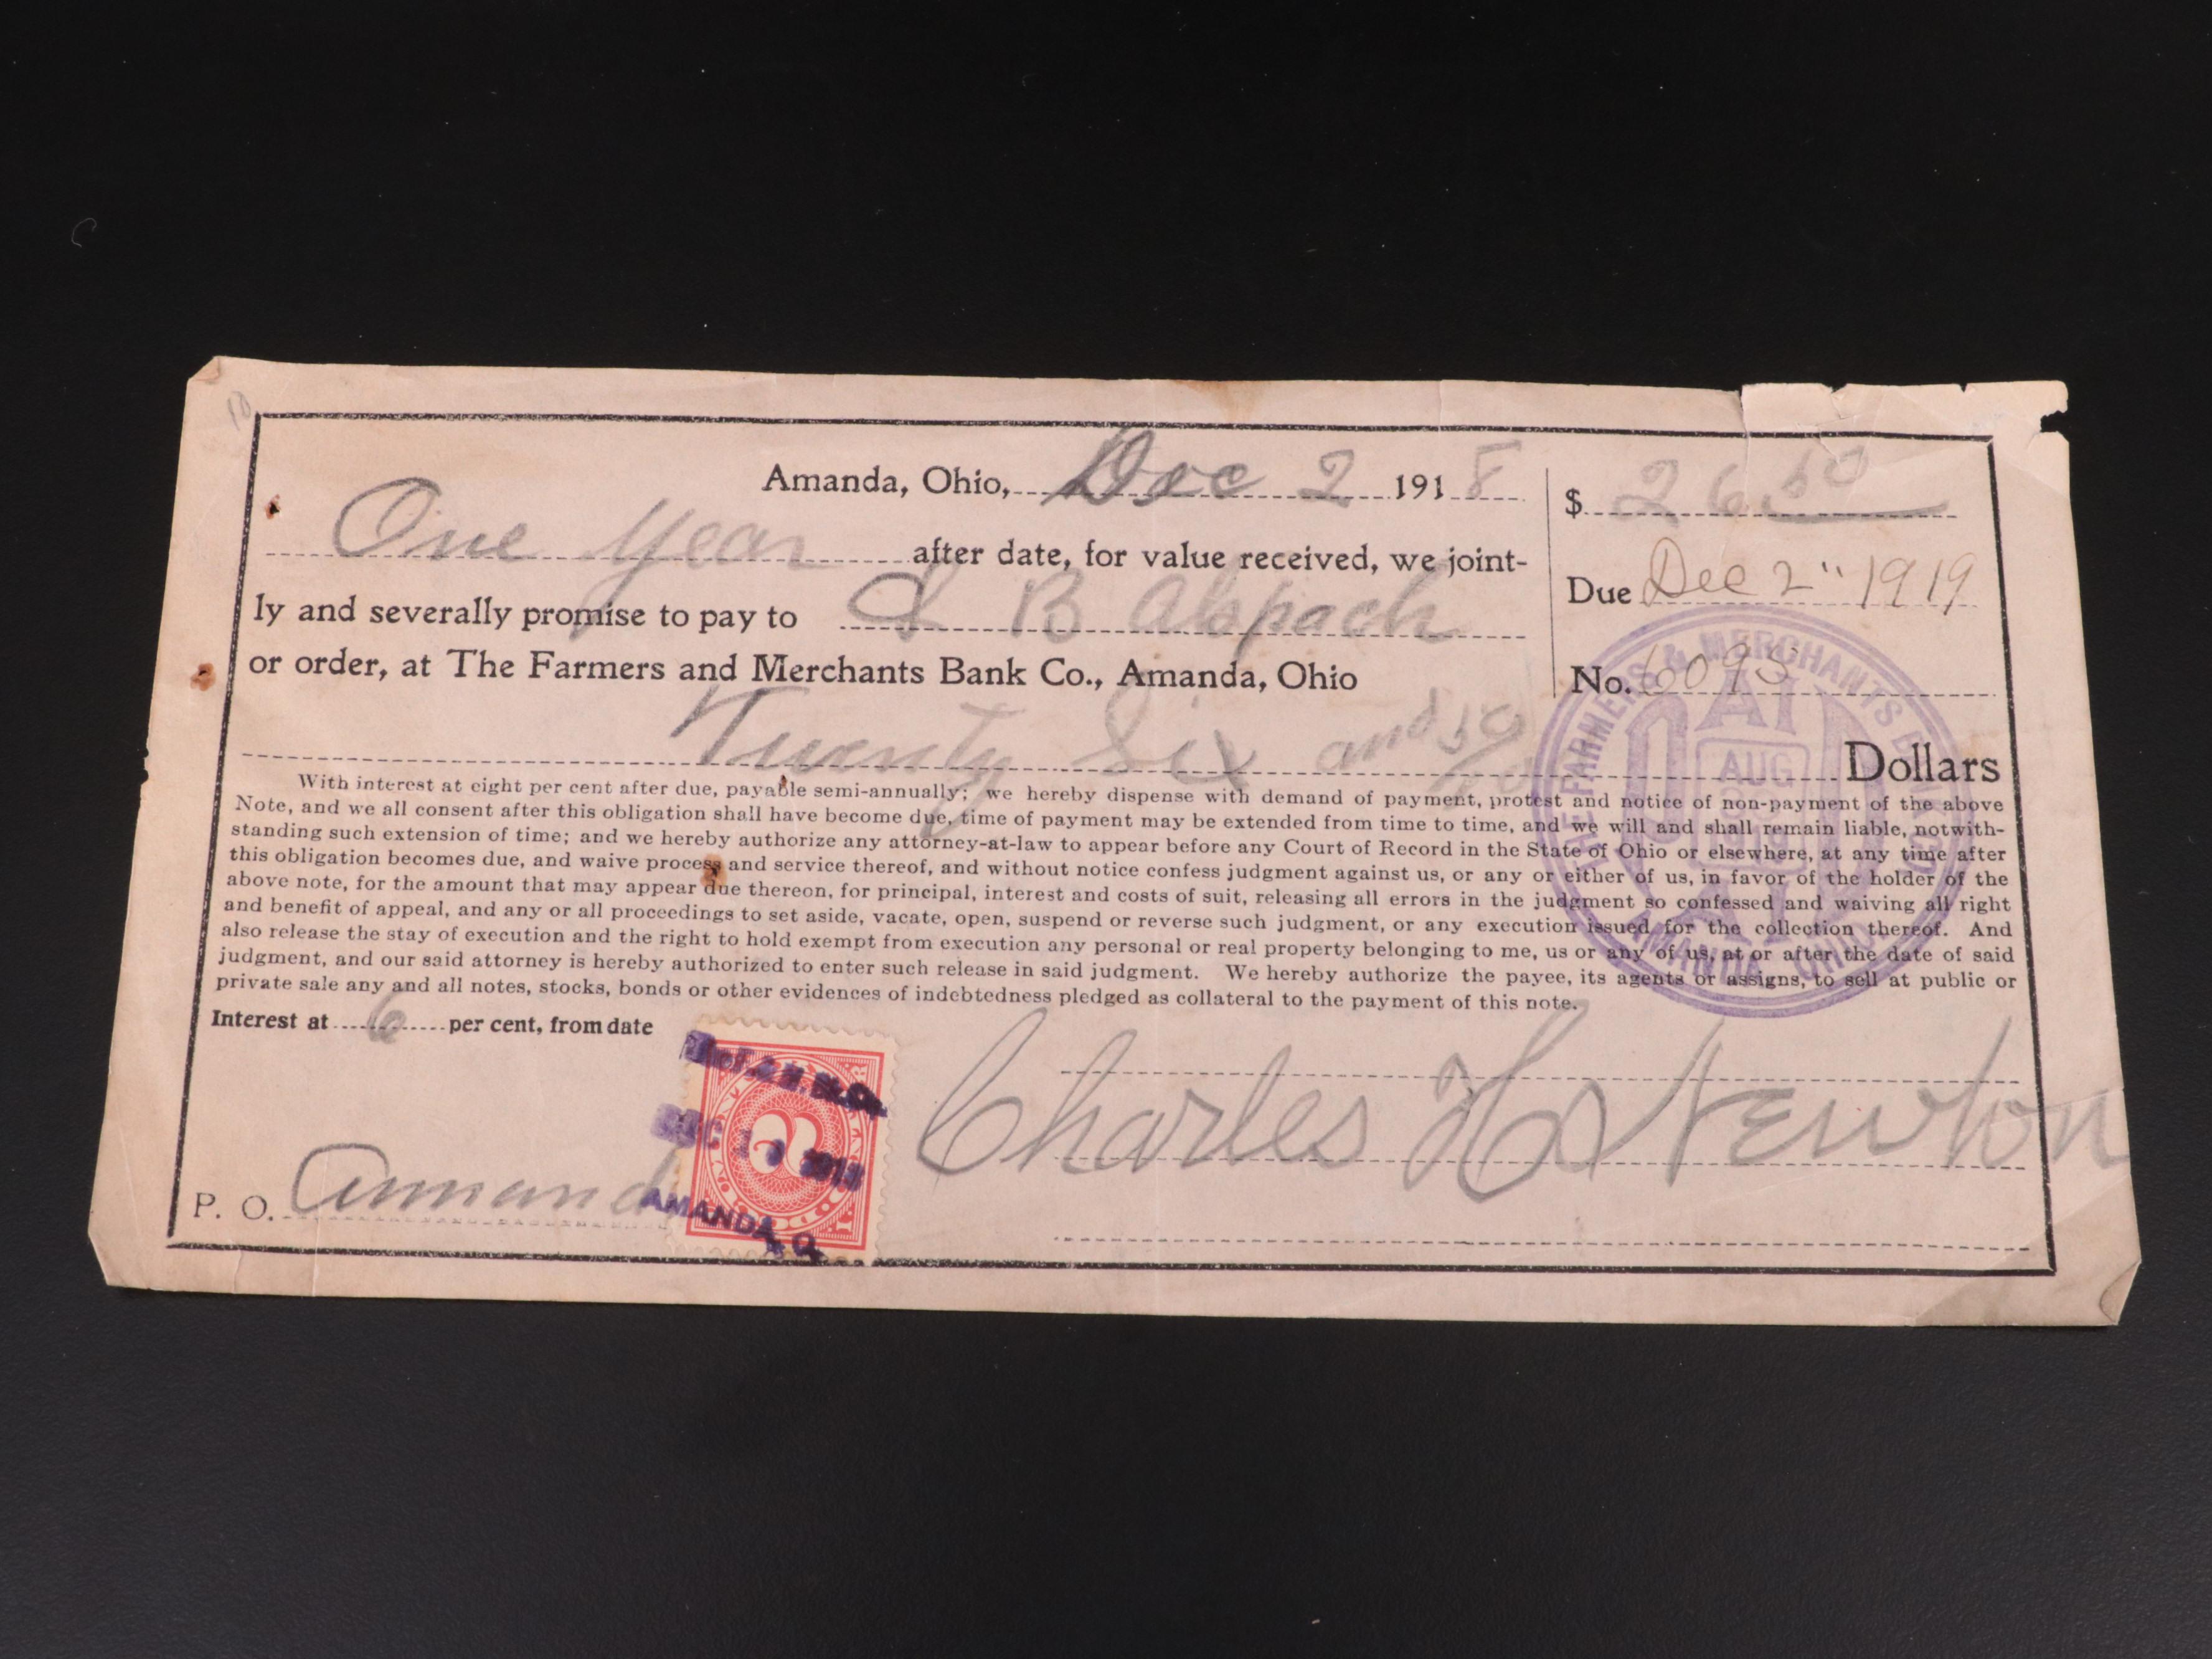 10
Amanda, Ohio, Dec 2 1918
$ 26.50
One year after date, for value received, we joint-
Due Dec 2" 1919
ly and severally promise to pay to B Alspach
or order, at The Farmers and Merchants Bank Co., Amanda, Ohio
No. 6093
Twenty Six and 50/ Dollars
With interest at eight per cent after due, payable semi-annually; we hereby dispense with demand of payment, protest and notice of non-payment of the above
Note, and we all consent after this obligation shall have become due, time of payment may be extended from time to time, and we will and shall remain liable, notwith-
standing such extension of time; and we hereby authorize any attorney-at-law to appear before any Court of Record in the State of Ohio or elsewhere, at any time after
this obligation becomes due, and waive process and service thereof, and without notice confess judgment against us, or any or either of us, in favor of the holder of the
above note, for the amount that may appear due thereon, for principal, interest and costs of suit, releasing all errors in the judgment so confessed and waiving all right
and benefit of appeal, and any or all proceedings to set aside, vacate, open, suspend or reverse such judgment, or any execution issued for the collection thereof. And
also release the stay of execution and the right to hold exempt from execution any personal or real property belonging to me, us or any of us, at or after the date of said
judgment, and our said attorney is hereby authorized to enter such release in said judgment. We hereby authorize the payee, its agents or assigns, to sell at public or
private sale any and all notes, stocks, bonds or other evidences of indebtedness pledged as collateral to the payment of this note.
THE FARMERS & MERCHANTS
PAID
AUG
AMANDA, OHIO
Interest at 6 per cent, from date
Charles H Newton
2
AMANDA, O.
P. O. Amanda